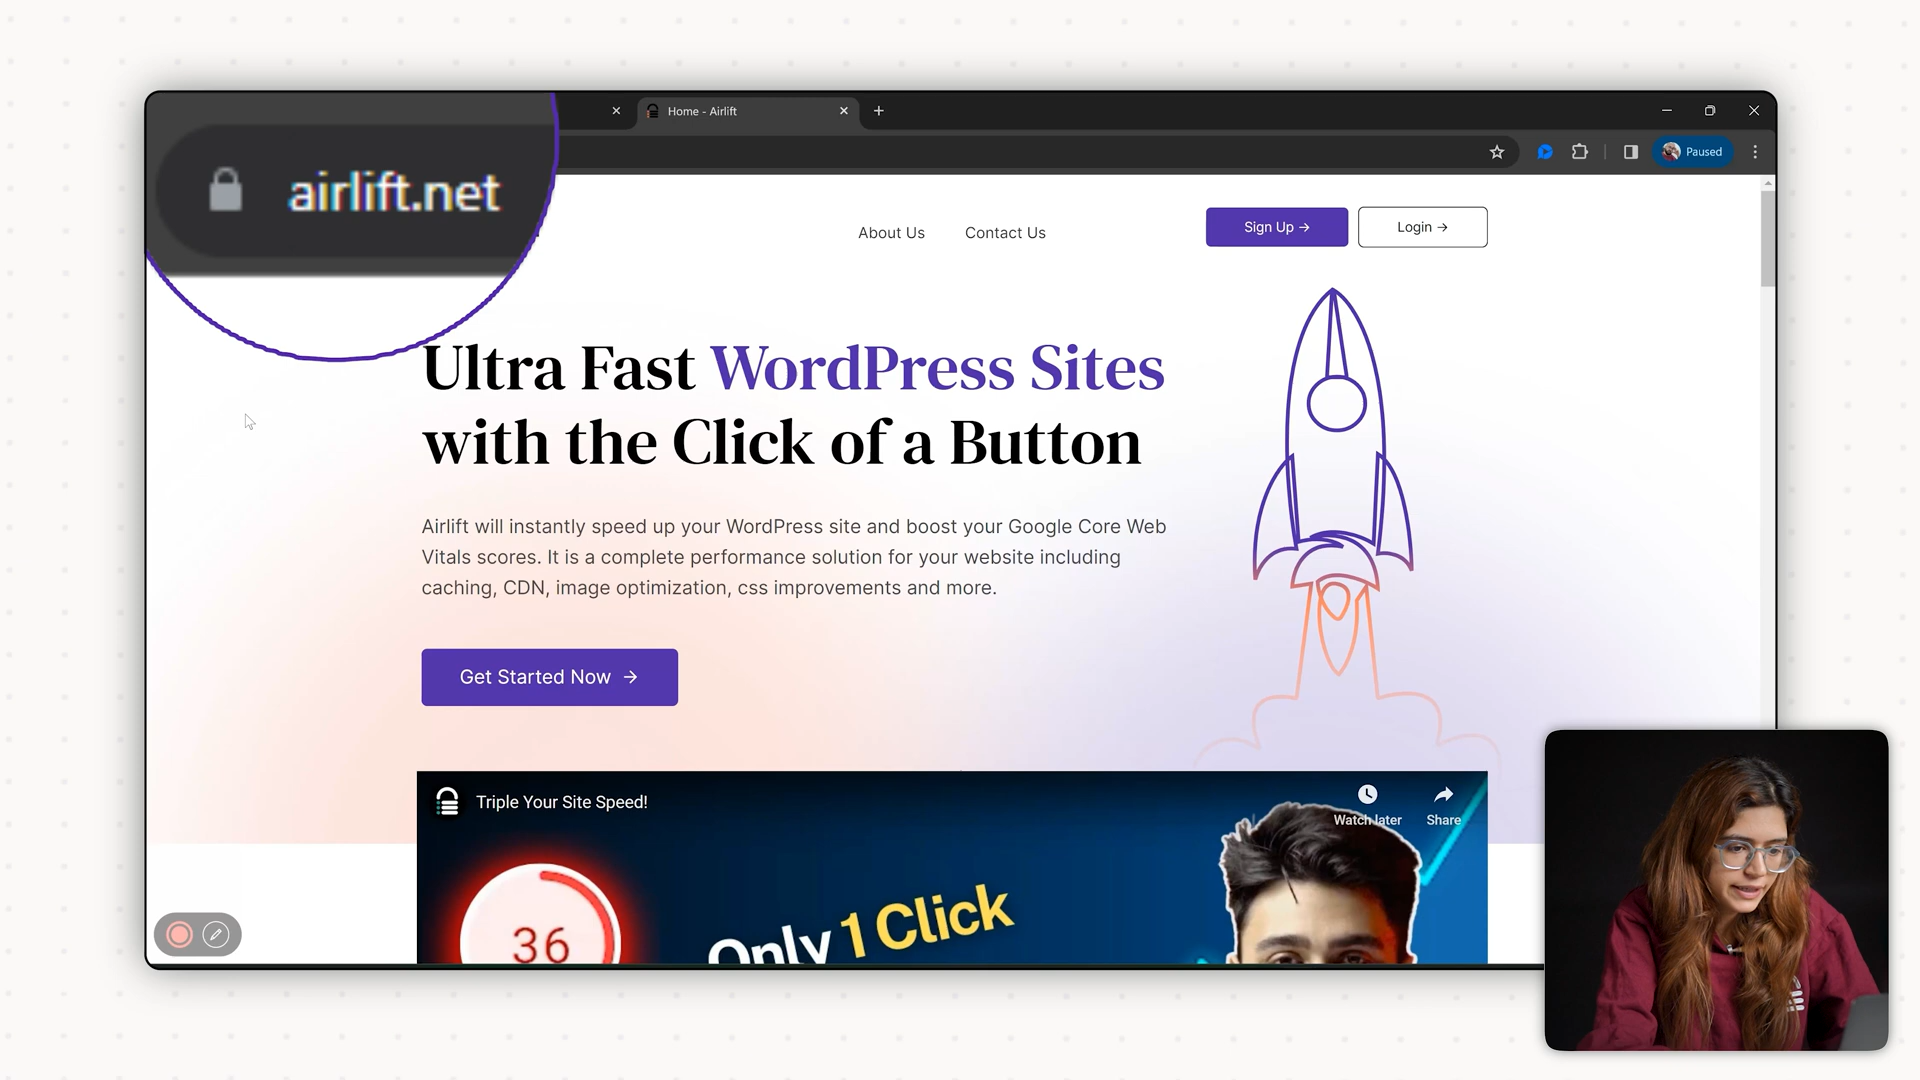 Home - Airlift
airlift.net
Paused
About Us
Contact Us
Sign Up →
Login →
Ultra Fast WordPress Sites
with the Click of a Button
Airlift will instantly speed up your WordPress site and boost your Google Core Web
Vitals scores. It is a complete performance solution for your website including
caching, CDN, image optimization, css improvements and more.
Get Started Now →
Triple Your Site Speed!
Watch later
Share
36
Only 1 Click